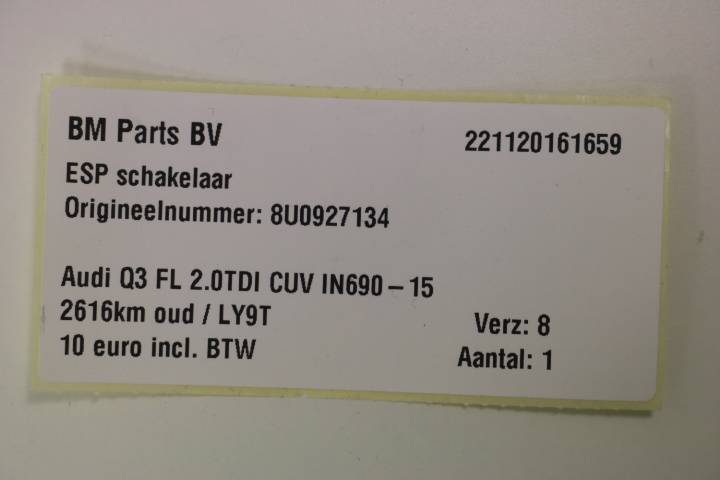 BM Parts BV 221120161659
ESP schakelaar
Origineelnummer: 8U0927134
Audi Q3 FL 2.0TDI CUV IN690-15
2616km oud / LY9T Verz: 8
10 euro incl. BTW Aantal: 1